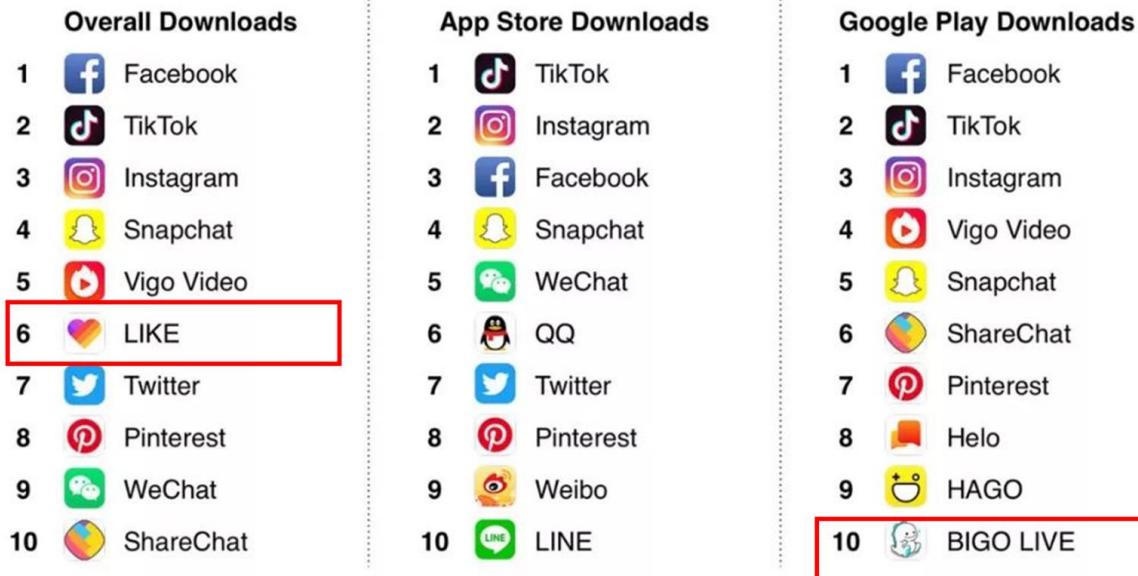 Overall Downloads
1 Facebook
2 TikTok
3 Instagram
4 Snapchat
5 Vigo Video
6 LIKE
7 Twitter
8 Pinterest
9 WeChat
10 ShareChat
App Store Downloads
1 TikTok
2 Instagram
3 Facebook
4 Snapchat
5 WeChat
6 QQ
7 Twitter
8 Pinterest
9 Weibo
10 LINE LINE
Google Play Downloads
1 Facebook
2 TikTok
3 Instagram
4 Vigo Video
5 Snapchat
6 ShareChat
7 Pinterest
8 Helo
9 HAGO
10 BIGO LIVE